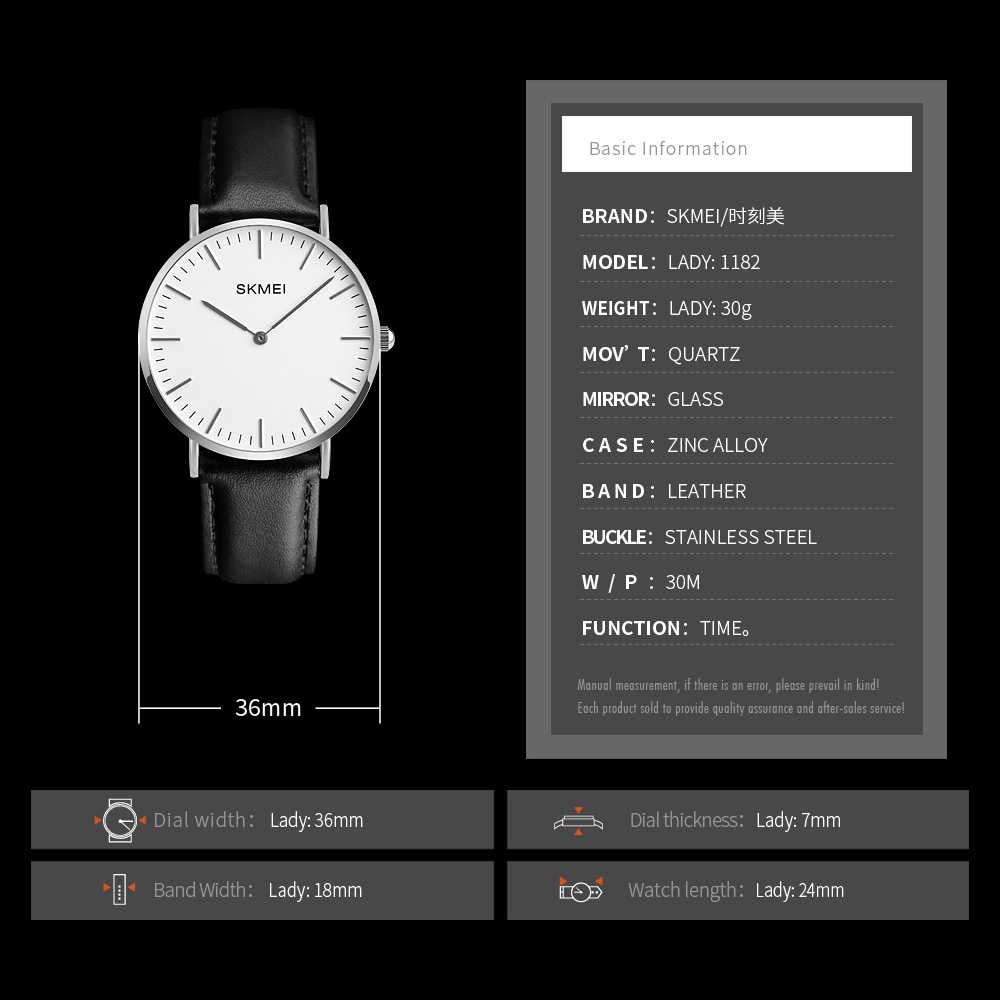 SKMEI
36mm
Basic Information
BRAND: SKMEI/时刻美
MODEL: LADY: 1182
WEIGHT: LADY: 30g
MOV’T: QUARTZ
MIRROR: GLASS
CASE: ZINC ALLOY
BAND: LEATHER
BUCKLE: STAINLESS STEEL
W/P: 30M
FUNCTION: TIME。
Manual measurement, if there is an error, please prevail in kind!
Each product sold to provide quality assurance and after-sales service!
Dial width: Lady: 36mm
Dial thickness: Lady: 7mm
Band Width: Lady: 18mm
Watch length: Lady: 24mm